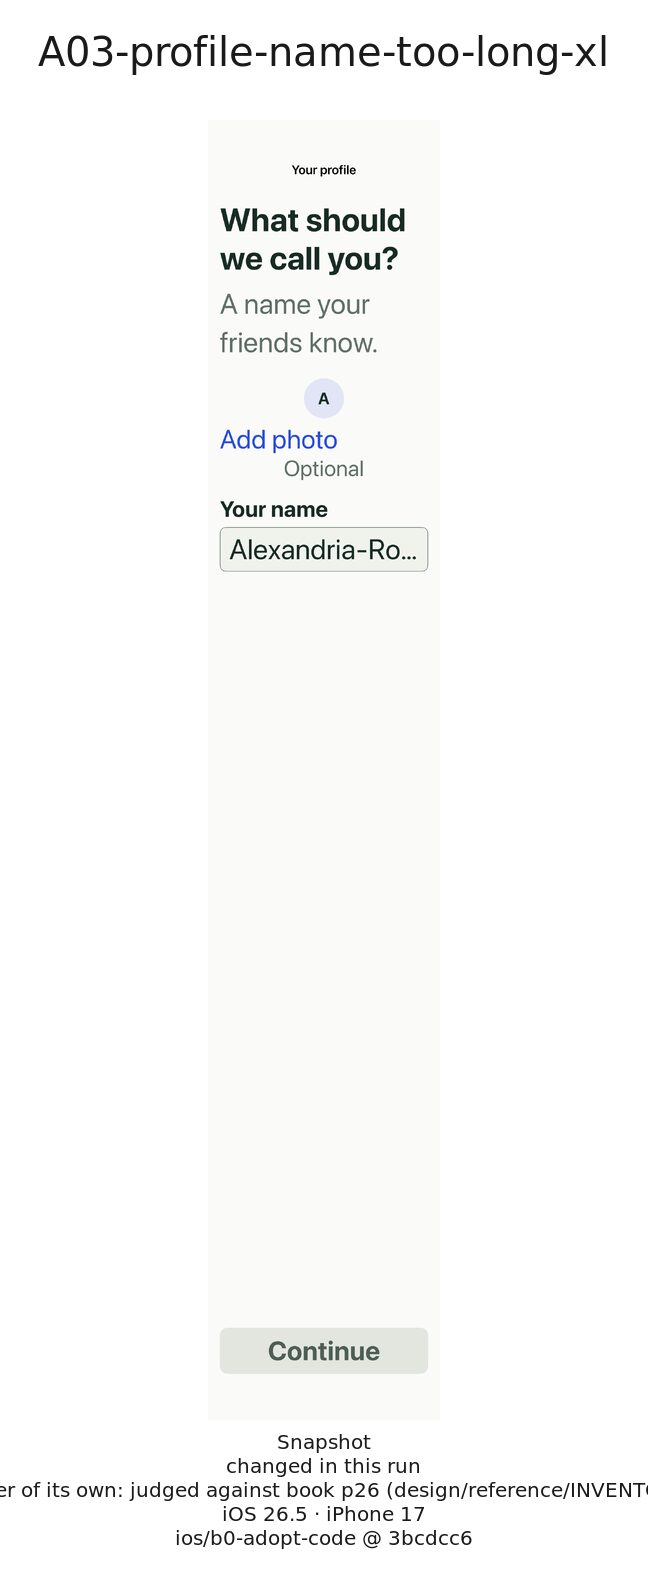 A03-profile-name-too-long-xl
Your profile
What should
we call you?
A name your
friends know.
A
Add photo
Optional
Your name
Alexandria-Ro…
Continue
Snapshot
changed in this run
er of its own: judged against book p26 (design/reference/INVENTO
iOS 26.5 · iPhone 17
ios/b0-adopt-code @ 3bcdcc6